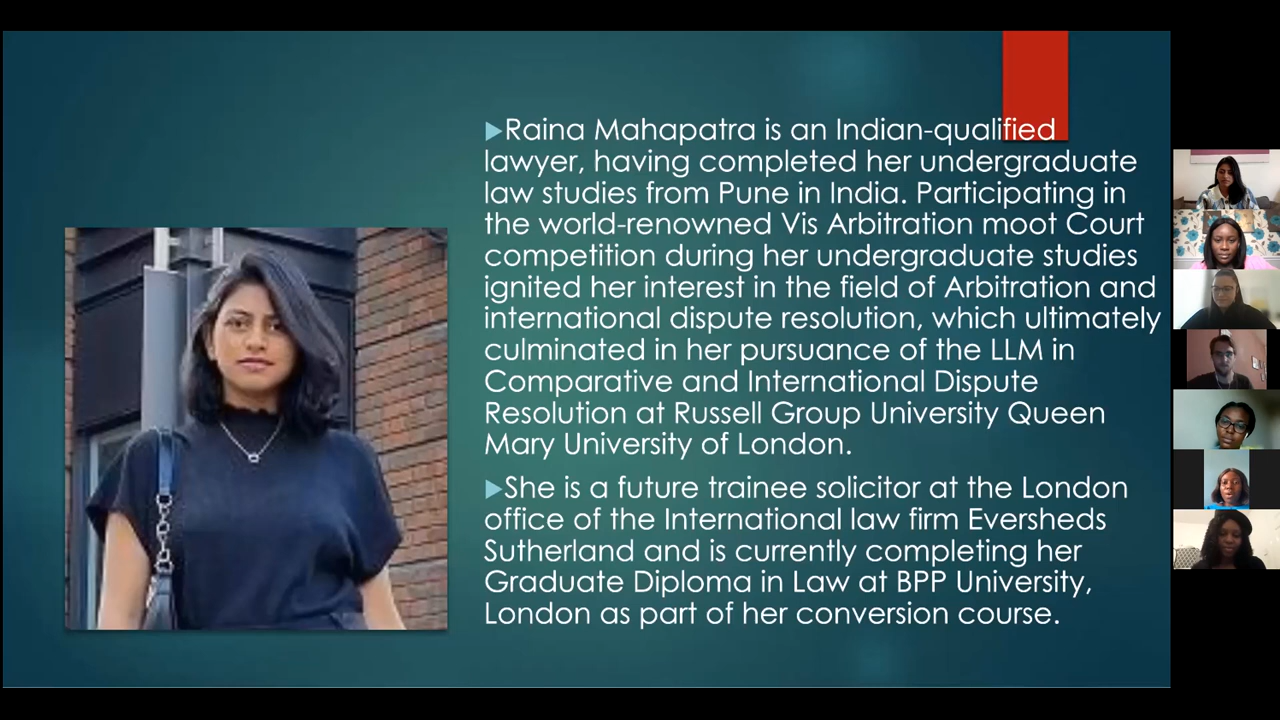 Raina Mahapatra is an Indian-qualified
lawyer, having completed her undergraduate
law studies from Pune in India. Participating in
the world-renowned Vis Arbitration moot Court
competition during her undergraduate studies
ignited her interest in the field of Arbitration and
international dispute resolution, which ultimately
culminated in her pursuance of the LLM in
Comparative and International Dispute
Resolution at Russell Group University Queen
Mary University of London.
She is a future trainee solicitor at the London
office of the International law firm Eversheds
Sutherland and is currently completing her
Graduate Diploma in Law at BPP University,
London as part of her conversion course.